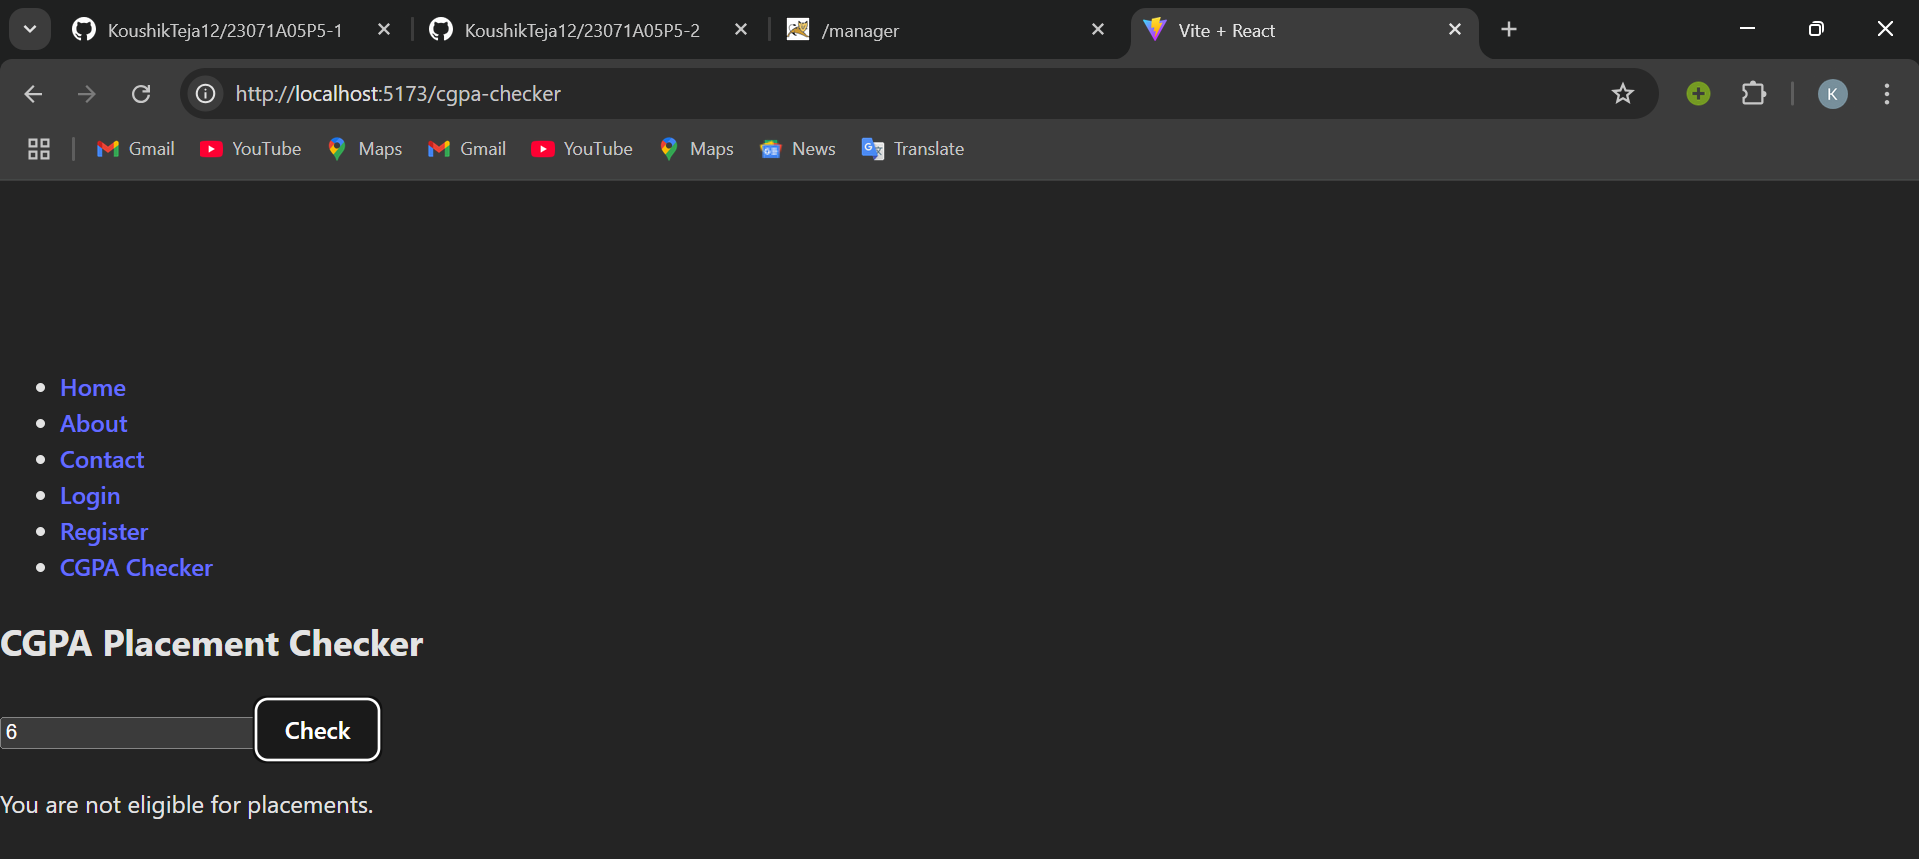 KoushikTeja12/23071A05P5-1
KoushikTeja12/23071A05P5-2
/manager
Vite + React
http://localhost:5173/cgpa-checker
K
Gmail
YouTube
Maps
Gmail
YouTube
Maps
News
Translate
Home
About
Contact
Login
Register
CGPA Checker
CGPA Placement Checker
6
Check
You are not eligible for placements.